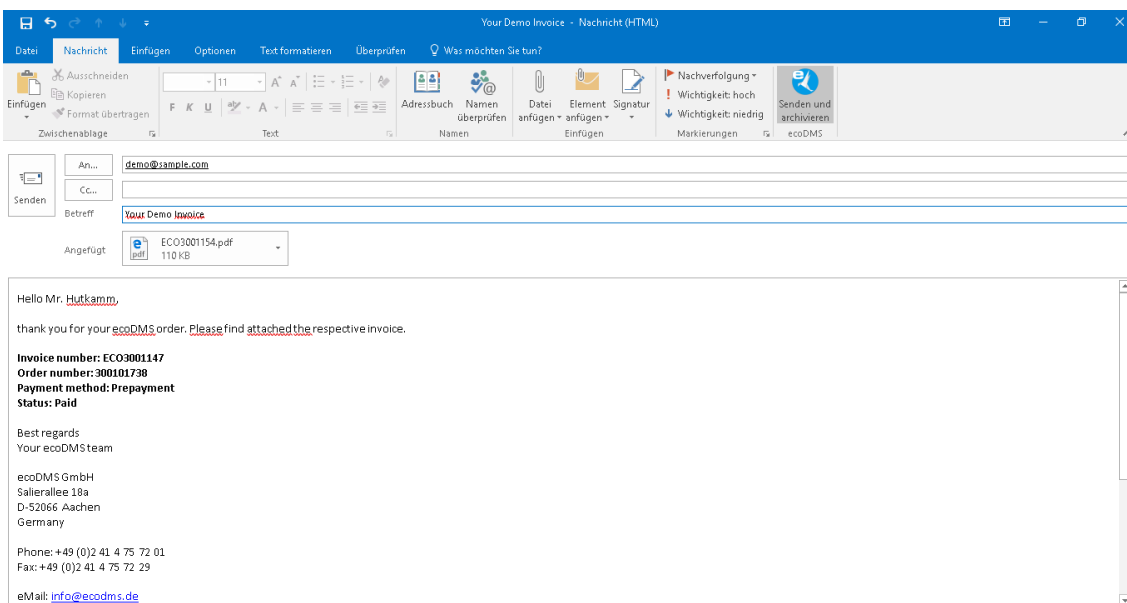 Your Demo Invoice - Nachricht (HTML)
Datei Nachricht Einfügen Optionen Text formatieren Überprüfen Was möchten Sie tun?
Einfügen
Ausschneiden
Kopieren
Format übertragen
Zwischenablage
11
F K U
Text
Adressbuch
Namen überprüfen
Namen
Datei anfügen
Element anfügen
Signatur
Einfügen
Nachverfolgung
Wichtigkeit: hoch
Wichtigkeit: niedrig
Markierungen
Senden und archivieren
ecoDMS
Senden
An... demo@sample.com
Cc...
Betreff Your Demo Invoice
Angefügt
pdf
ECO3001154.pdf
110 KB
Hello Mr. Hutkamm,
thank you for your ecoDMS order. Please find attached the respective invoice.
Invoice number: ECO3001147
Order number: 300101738
Payment method: Prepayment
Status: Paid
Best regards
Your ecoDMS team
ecoDMS GmbH
Salierallee 18a
D-52066 Aachen
Germany
Phone: +49 (0)2 41 4 75 72 01
Fax: +49 (0)2 41 4 75 72 29
eMail: info@ecodms.de